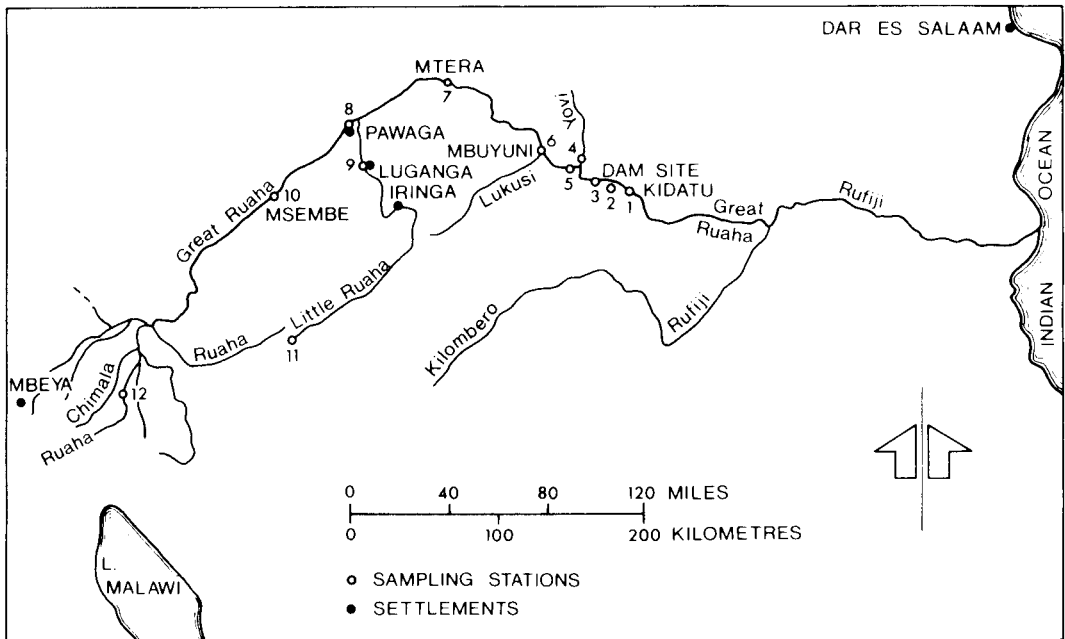 DAR ES SALAAM
MTERA
7
Yovi
8
PAWAGA
MBUYUNI
6
4
DAM SITE
KIDATU
5
3
2
1
9
LUGANGA
IRINGA
Lukusi
10
MSEMBE
Great Ruaha
Great
Ruaha
Rufiji
INDIAN OCEAN
Little Ruaha
Ruaha
11
Kilombero
Rufiji
MBEYA
Chimala
12
Ruaha
0 40 80 120 MILES
0 100 200 KILOMETRES
L.
MALAWI
SAMPLING STATIONS
SETTLEMENTS